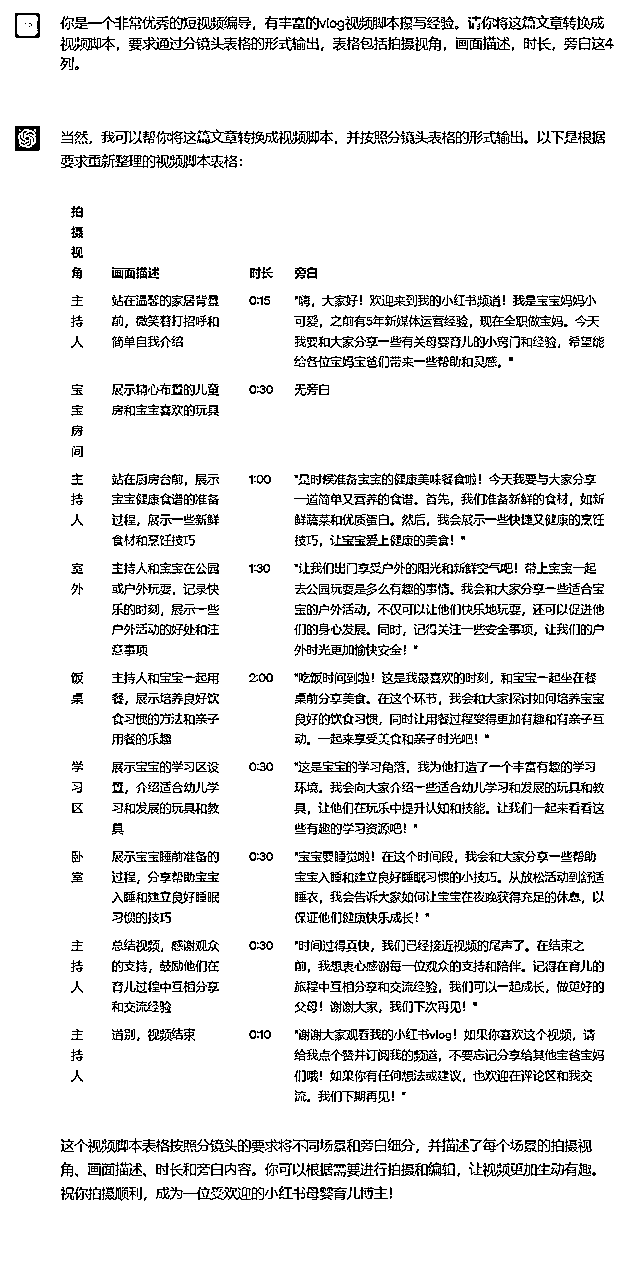 你是一个非常优秀的短视频编导，有丰富的vlog视频脚本撰写经验。请你将这篇文章转换成
视频脚本，要求通过分镜头表格的形式输出，表格包括拍摄视角，画面描述，时长，旁白这4
列。
当然，我可以帮你将这篇文章转换成视频脚本，并按照分镜头表格的形式输出。以下是根据
要求重新整理的视频脚本表格：
拍
摄
视
角 画面描述 时长 旁白
主 站在温馨的家居背景 0:15 "嗨，大家好！欢迎来到我的小红书频道！我是宝宝妈妈小
持 前，微笑着打招呼和 可爱，之前有5年新媒体运营经验，现在全职做宝妈。今天
人 简单自我介绍 我要和大家分享一些有关母婴育儿的小窍门和经验，希望能
给各位宝妈宝爸们带来一些帮助和灵感。"
宝 展示精心布置的儿童 0:30 无旁白
宝 房和宝宝喜欢的玩具
房
间
主 站在厨房台前，展示 1:00 "是时候准备宝宝的健康美味餐食啦！今天我要与大家分享
持 宝宝健康食谱的准备 一道简单又营养的食谱。首先，我们准备新鲜的食材，如新
人 过程，展示一些新鲜 鲜蔬菜和优质蛋白。然后，我会展示一些快捷又健康的烹饪
食材和烹饪技巧 技巧，让宝宝爱上健康的美食！"
室 主持人和宝宝在公园 1:30 "让我们出门享受户外的阳光和新鲜空气吧！带上宝宝一起
外 或户外玩耍，记录快 去公园玩耍是多么有趣的事情。我会和大家分享一些适合宝
乐的时刻，展示一些 宝的户外活动，不仅可以让他们快乐地玩耍，还可以促进他
户外活动的好处和注 们的身心发展。同时，记得关注一些安全事项，让我们的户
意事项 外时光更加愉快安全！"
饭 主持人和宝宝一起用 2:00 "吃饭时间到啦！这是我最喜欢的时刻，和宝宝一起坐在餐
桌 餐，展示培养良好饮 桌前分享美食。在这个环节，我会和大家探讨如何培养宝宝
食习惯的方法和亲子 良好的饮食习惯，同时让用餐过程变得更加有趣和有亲子互
用餐的乐趣 动。一起来享受美食和亲子时光吧！"
学 展示宝宝的学习区设 0:30 "这是宝宝的学习角落，我为他打造了一个丰富有趣的学习
习 置，介绍适合幼儿学 环境。我会向大家介绍一些适合幼儿学习和发展的玩具和教
区 习和发展的玩具和教 具，让他们在玩乐中提升认知和技能。让我们一起来看看这
具 些有趣的学习资源吧！"
卧 展示宝宝睡前准备的 0:30 "宝宝要睡觉啦！在这个时间段，我会和大家分享一些帮助
室 过程，分享帮助宝宝 宝宝入睡和建立良好睡眠习惯的小技巧。从放松活动到舒适
入睡和建立良好睡眠 睡衣，我会告诉大家如何让宝宝在夜晚获得充足的休息，以
习惯的技巧 保证他们健康快乐成长！"
主 总结视频，感谢观众 0:30 "时间过得真快，我们已经接近视频的尾声了。在结束之
持 的支持，鼓励他们在 前，我想衷心感谢每一位观众的支持和陪伴。记得在育儿的
人 育儿过程中互相分享 旅程中互相分享和交流经验，我们可以一起成长，做更好的
和交流经验 父母！谢谢大家，我们下次再见！"
主 道别，视频结束 0:10 "谢谢大家观看我的小红书vlog！如果你喜欢这个视频，请
持 给我点个赞并订阅我的频道，不要忘记分享给其他宝爸宝妈
人 们哦！如果你有任何想法或建议，也欢迎在评论区和我交
流。我们下期再见！"
这个视频脚本表格按照分镜头的要求将不同场景和旁白细分，并描述了每个场景的拍摄视
角、画面描述、时长和旁白内容。你可以根据需要进行拍摄和编辑，让视频更加生动有趣。
祝你拍摄顺利，成为一位受欢迎的小红书母婴育儿博主！